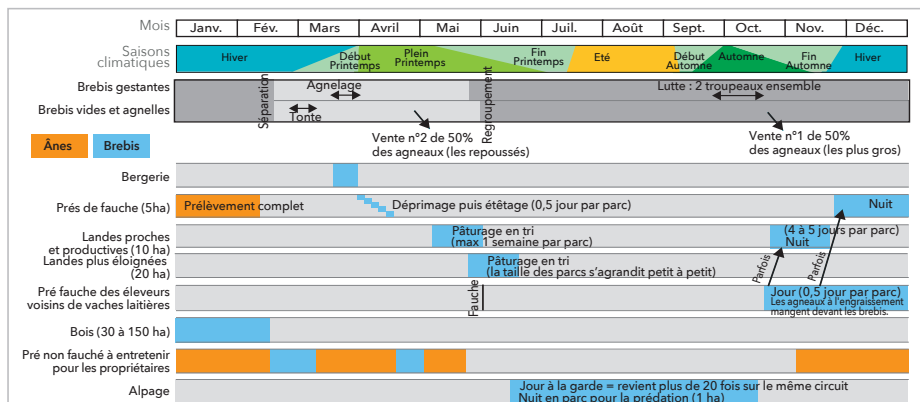 Mois Janv. Fév. Mars Avril Mai Juin Juil. Août Sept. Oct. Nov. Déc.
Saisons
climatiques
Hiver
Début
Printemps
Plein
Printemps
Fin
Printemps
Eté
Début
Automne
Automne
Fin
Automne
Hiver
Brebis gestantes
Brebis vides et agnelles
Séparation
Agnelage
Tonte
Regroupement
Lutte : 2 troupeaux ensemble
Vente n°2 de 50%
des agneaux (les repoussés)
Vente n°1 de 50%
des agneaux (les plus gros)
Ânes
Brebis
Bergerie
Prés de fauche (5ha)
Prélèvement complet
Déprimage puis étêtage (0,5 jour par parc)
Nuit
Landes proches
et productives (10 ha)
Pâturage en tri
(max 1 semaine par parc)
(4 à 5 jours par parc)
Nuit
Landes plus éloignées
(20 ha)
Pâturage en tri
(la taille des parcs s'agrandit petit à petit)
Parfois
Parfois
Pré fauche des éleveurs
voisins de vaches laitières
Fauche
Jour (0,5 jour par parc)
Les agneaux à l'engraissement
mangent devant les brebis.
Bois (30 à 150 ha)
Pré non fauché à entretenir
pour les propriétaires
Alpage
Jour à la garde = revient plus de 20 fois sur le même circuit
Nuit en parc pour la prédation (1 ha)